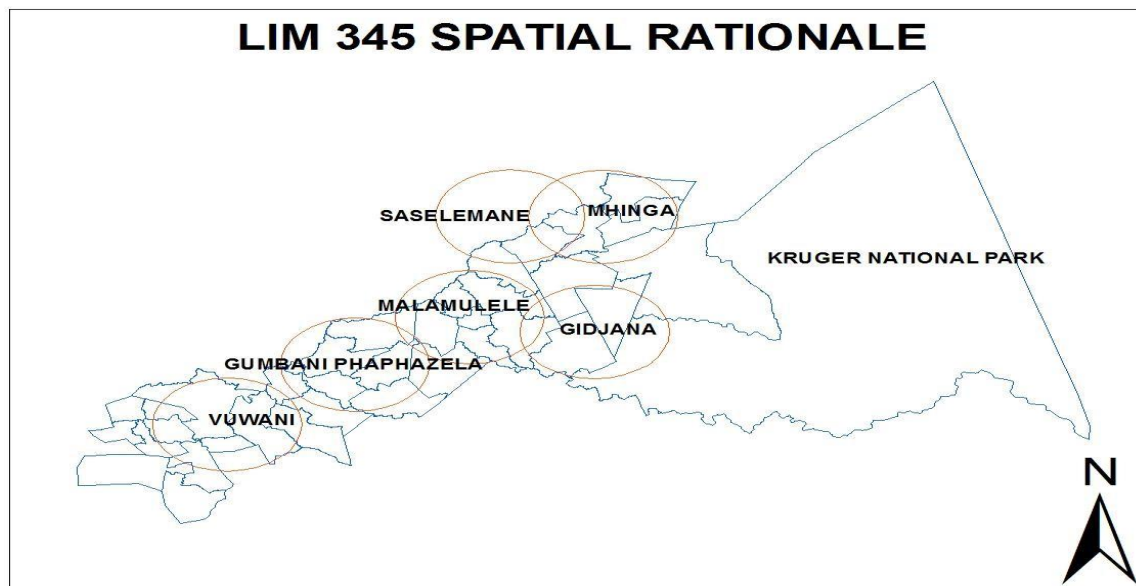 LIM 345 SPATIAL RATIONALE
SASELEMANE
MHINGA
KRUGER NATIONAL PARK
MALAMULELE
GIDJANA
GUMBANI PHAPHAZELA
VUWANI
N